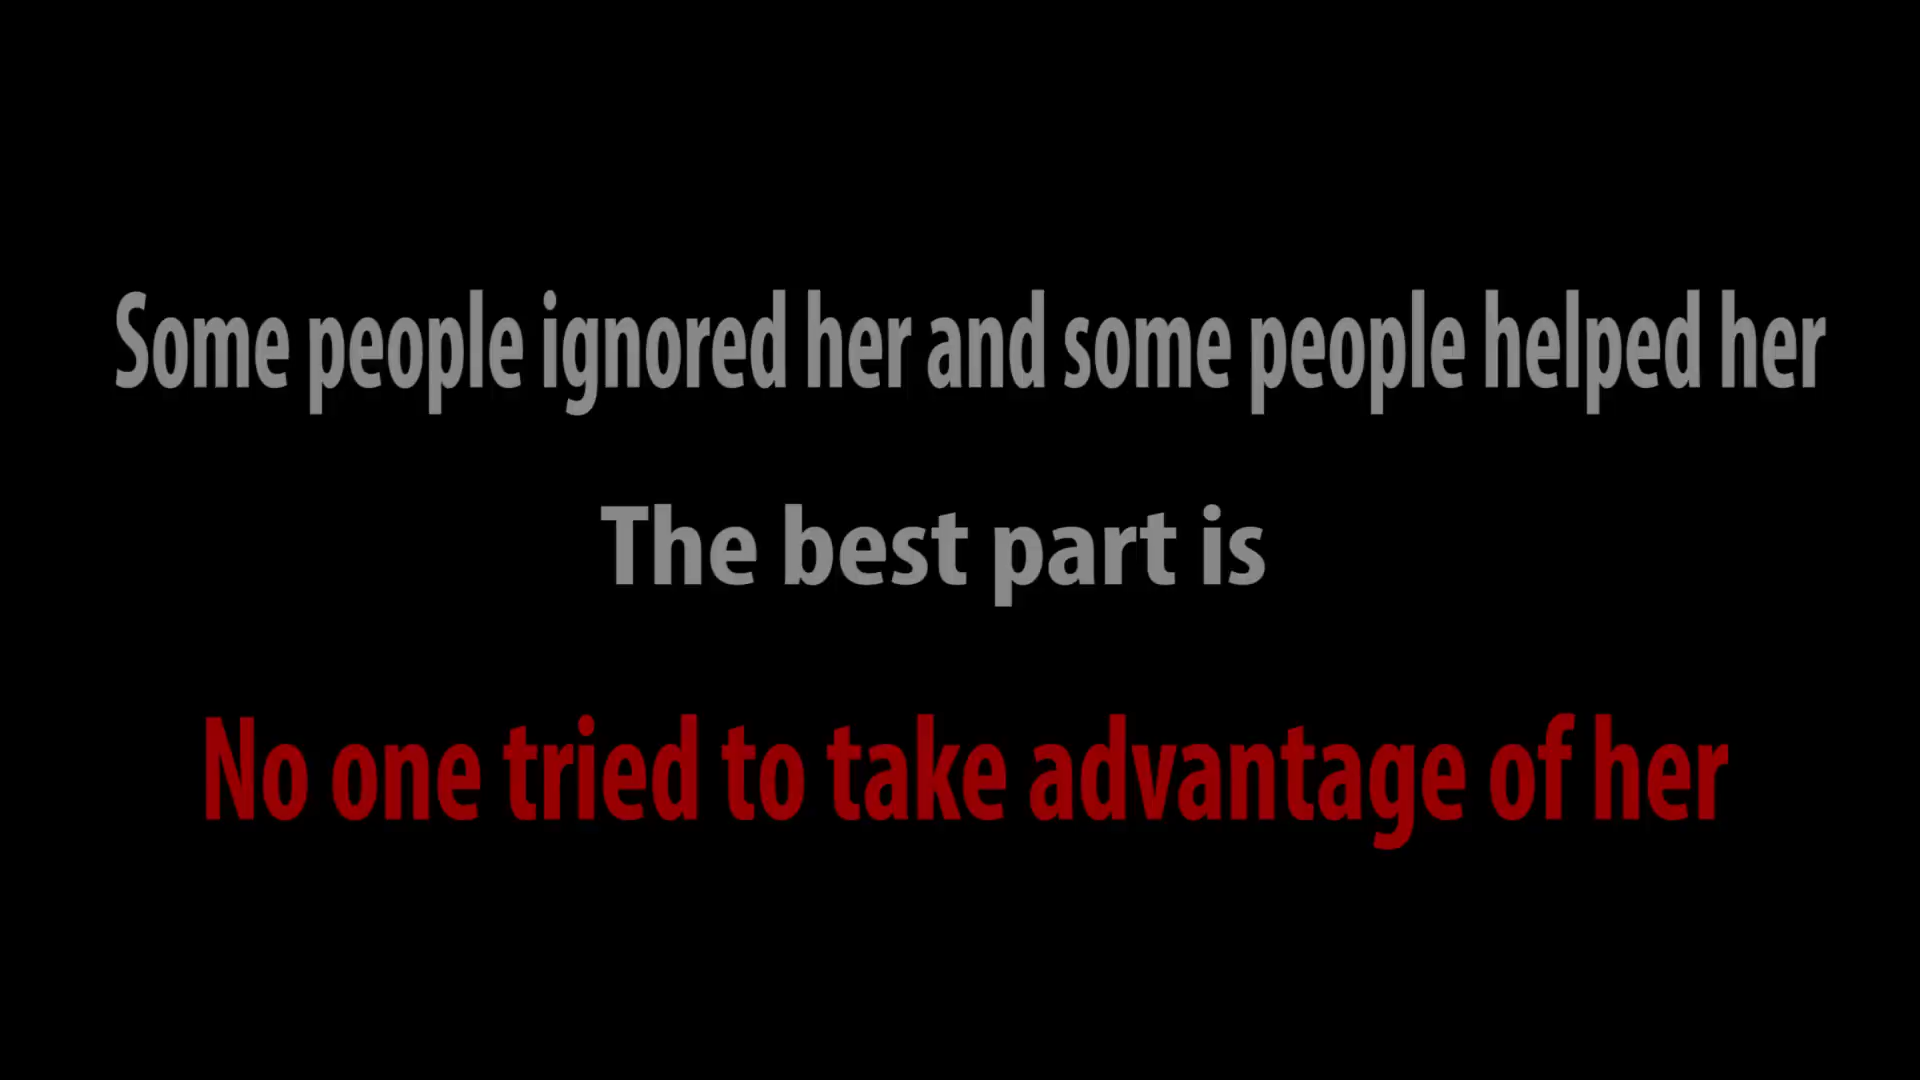 Some people ignored her and some people helped her
The best part is
No one tried to take advantage of her